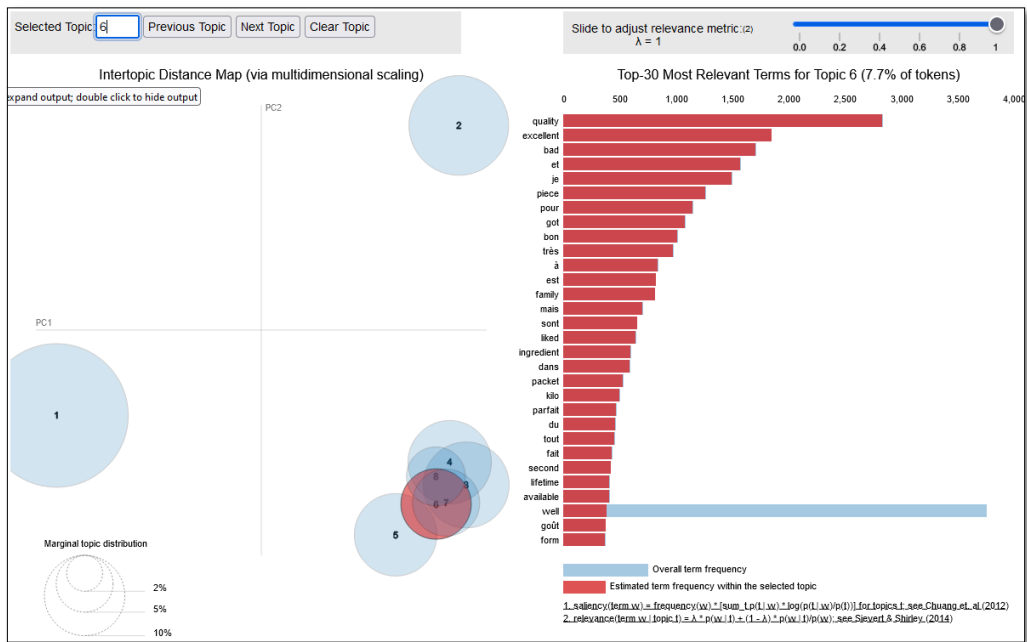 Selected Topic: 6 Previous Topic Next Topic Clear Topic
Slide to adjust relevance metric:(2)
λ = 1
0.0 0.2 0.4 0.6 0.8 1
Intertopic Distance Map (via multidimensional scaling)
expand output; double click to hide output
PC2
PC1
2
1
4
8
3
6
7
5
Marginal topic distribution
2%
5%
10%
Top-30 Most Relevant Terms for Topic 6 (7.7% of tokens)
0 500 1,000 1,500 2,000 2,500 3,000 3,500 4,000
quality
excellent
bad
et
je
piece
pour
got
bon
très
à
est
family
mais
sont
liked
ingredient
dans
packet
kilo
parfait
du
tout
fait
second
lifetime
available
well
goût
form
Overall term frequency
Estimated term frequency within the selected topic
1. saliency(term w) = frequency(w) * [sum_t p(t | w) * log(p(t | w)/p(t))] for topics t; see Chuang et. al (2012)
2. relevance(term w | topic t) = λ * p(w | t) + (1 - λ) * p(w | t)/p(w); see Sievert & Shirley (2014)